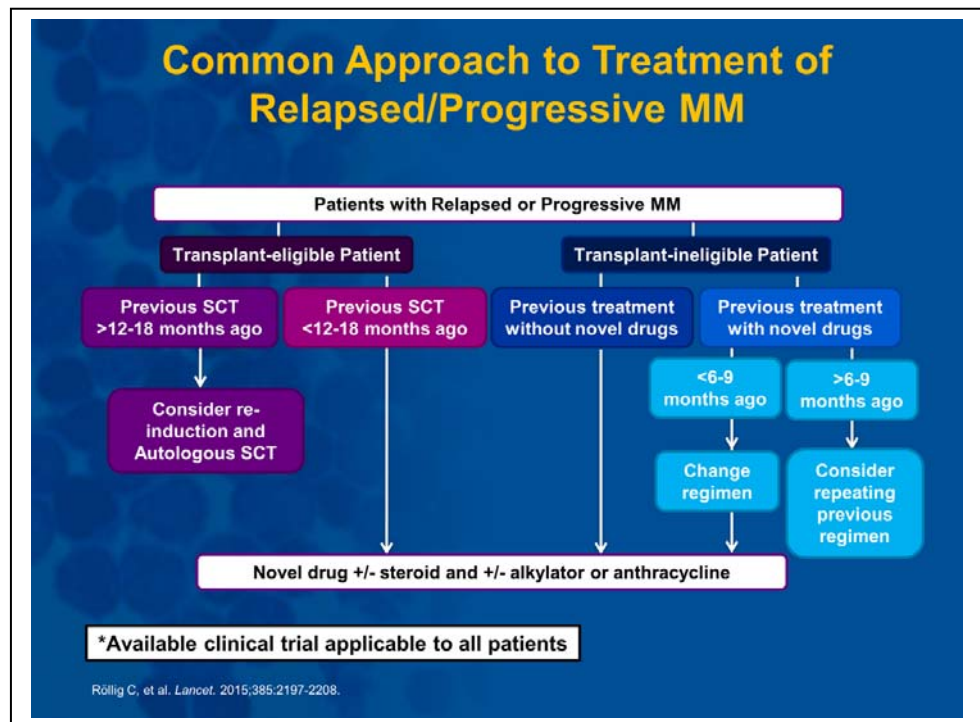 Common Approach to Treatment of
Relapsed/Progressive MM
Patients with Relapsed or Progressive MM
Transplant-eligible Patient
Transplant-ineligible Patient
Previous SCT
>12-18 months ago
Previous SCT
<12-18 months ago
Previous treatment
without novel drugs
Previous treatment
with novel drugs
<6-9
months ago
>6-9
months ago
Consider re-
induction and
Autologous SCT
Change
regimen
Consider
repeating
previous
regimen
Novel drug +/- steroid and +/- alkylator or anthracycline
*Available clinical trial applicable to all patients
Röllig C, et al. Lancet. 2015;385:2197-2208.